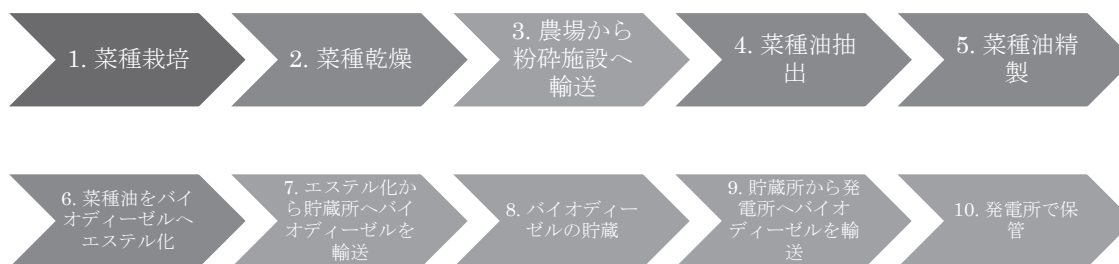 1. 菜種栽培
2. 菜種乾燥
3. 農場から
粉砕施設へ
輸送
4. 菜種油抽
出
5. 菜種油精
製
6. 菜種油をバイ
オディーゼルへ
エステル化
7. エステル化か
ら貯蔵所へバイ
オディーゼルを
輸送
8. バイオディー
ゼルの貯蔵
9. 貯蔵所から発
電所へバイオ
ディーゼルを輸
送
10. 発電所で保
管